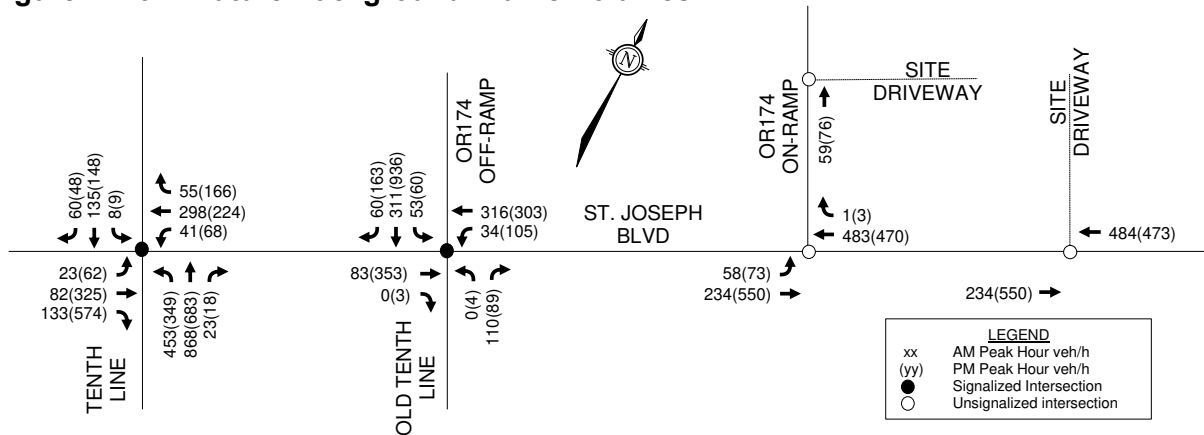 N
SITE
DRIVEWAY
OR174
ON-RAMP
59(76)
SITE
DRIVEWAY
OR174
OFF-RAMP
60(48)
135(148)
8(9)
55(166)
298(224)
41(68)
60(163)
311(936)
53(60)
316(303)
34(105)
ST. JOSEPH
BLVD
1(3)
483(470)
484(473)
23(62)
82(325)
133(574)
453(349)
868(683)
23(18)
83(353)
0(3)
0(4)
110(89)
58(73)
234(550)
234(550)
TENTH
LINE
OLD TENTH
LINE
LEGEND
xx AM Peak Hour veh/h
(yy) PM Peak Hour veh/h
Signalized Intersection
Unsignalized intersection